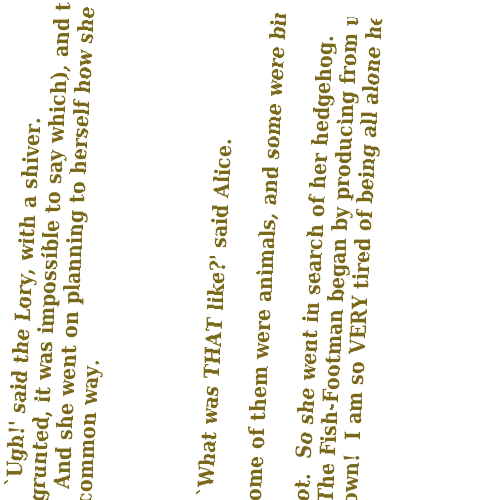 `Ugh!' said the Lory, with a shiver.
grunted, it was impossible to say which), and
And she went on planning to herself how she
common way.
`What was THAT like?' said Alice.
ome of them were animals, and some were
ot.  So she went in search of her hedgehog.
The Fish-Footman began by producing from
own!  I am so VERY tired of being all alone